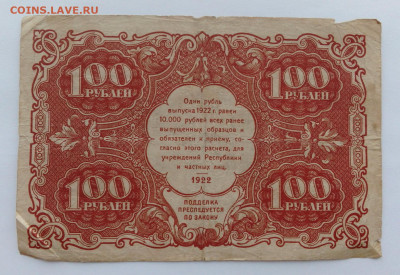 COINS.LAVE.RU
100 100
РУБЛЕЙ РУБЛЕЙ
Один рубль
выпуска 1922 г. равен
10.000 рублей всех ранее
выпущенных образцов и
обязателен к приему, со-
гласно этого расчета, для
учреждений Республики
и частных лиц.
1922
100 100
РУБЛЕЙ РУБЛЕЙ
ПОДДЕЛКА
ПРЕСЛЕДУЕТСЯ
ПО ЗАКОНУ